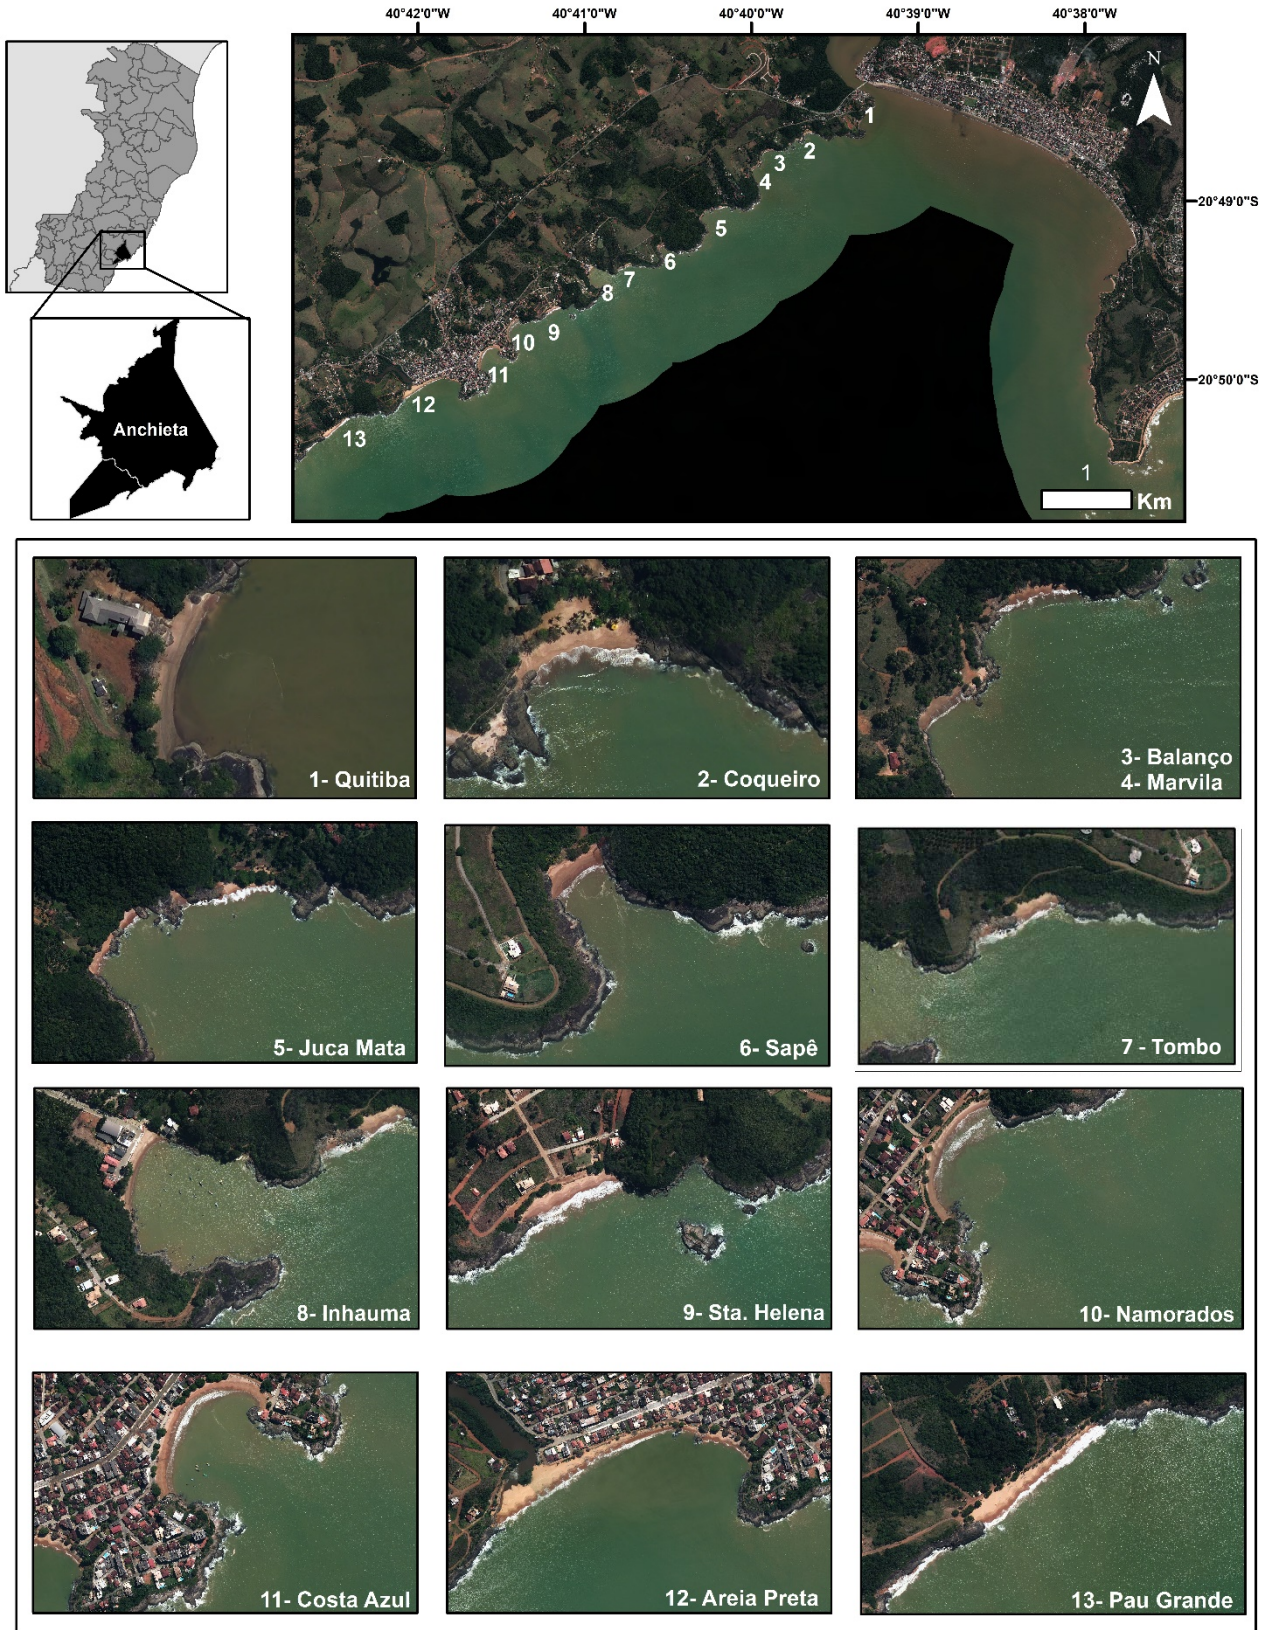 40°42'0"W 40°41'0"W 40°40'0"W 40°39'0"W 40°38'0"W
N
1
2
3
4
20°49'0"S
5
6
7
8
9
10
20°50'0"S
11
12
13
Anchieta
1
Km
1- Quitiba
2- Coqueiro
3- Balanço
4- Marvila
5- Juca Mata
6- Sapê
7 - Tombo
8- Inhauma
9- Sta. Helena
10- Namorados
11- Costa Azul
12- Areia Preta
13- Pau Grande